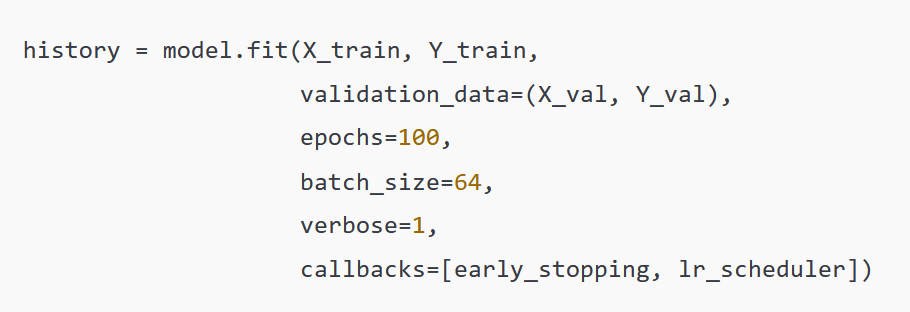 history = model.fit(X_train, Y_train,
                    validation_data=(X_val, Y_val),
                    epochs=100,
                    batch_size=64,
                    verbose=1,
                    callbacks=[early_stopping, lr_scheduler])